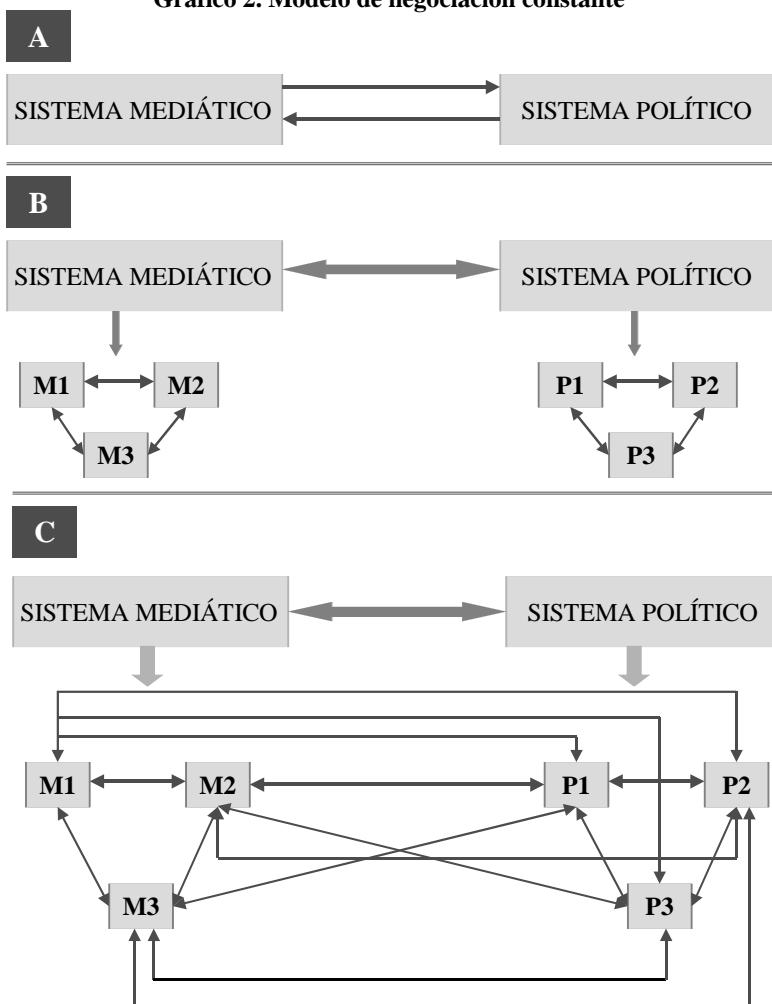 Gráfico 2. Modelo de negociación constante
A
SISTEMA MEDIÁTICO SISTEMA POLÍTICO
B
SISTEMA MEDIÁTICO SISTEMA POLÍTICO
M1 M2 P1 P2
M3 P3
C
SISTEMA MEDIÁTICO SISTEMA POLÍTICO
M1 M2 P1 P2
M3 P3